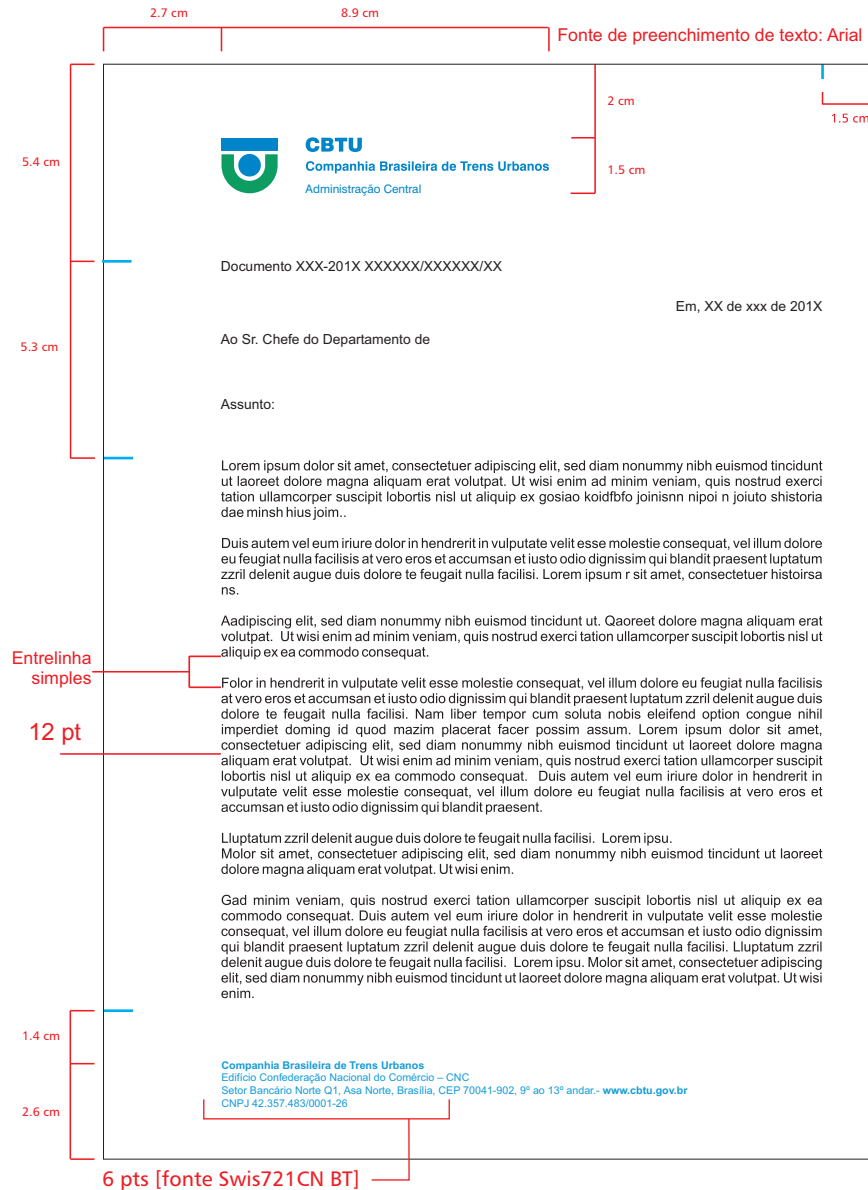 2.7 cm
8.9 cm
Fonte de preenchimento de texto: Arial
2 cm
1.5 cm
5.4 cm
CBTU
Companhia Brasileira de Trens Urbanos
Administração Central
1.5 cm
Documento XXX-201X XXXXXX/XXXXXX/XX
Em, XX de xxx de 201X
5.3 cm
Ao Sr. Chefe do Departamento de
Assunto:
Lorem ipsum dolor sit amet, consectetuer adipiscing elit, sed diam nonummy nibh euismod tincidunt
ut laoreet dolore magna aliquam erat volutpat. Ut wisi enim ad minim veniam, quis nostrud exerci
tation ullamcorper suscipit lobortis nisl ut aliquip ex gosiao koidfbfo joinisnn nipoi n joiuto shistoria
dae minsh hius joim..
Duis autem vel eum iriure dolor in hendrerit in vulputate velit esse molestie consequat, vel illum dolore
eu feugiat nulla facilisis at vero eros et accumsan et iusto odio dignissim qui blandit praesent luptatum
zzril delenit augue duis dolore te feugait nulla facilisi. Lorem ipsum r sit amet, consectetuer histoirsa
ns.
Aadipiscing elit, sed diam nonummy nibh euismod tincidunt ut. Qaoreet dolore magna aliquam erat
volutpat.  Ut wisi enim ad minim veniam, quis nostrud exerci tation ullamcorper suscipit lobortis nisl ut
aliquip ex ea commodo consequat.
Entrelinha
simples
Folor in hendrerit in vulputate velit esse molestie consequat, vel illum dolore eu feugiat nulla facilisis
at vero eros et accumsan et iusto odio dignissim qui blandit praesent luptatum zzril delenit augue duis
dolore te feugait nulla facilisi. Nam liber tempor cum soluta nobis eleifend option congue nihil
imperdiet doming id quod mazim placerat facer possim assum. Lorem ipsum dolor sit amet,
consectetuer adipiscing elit, sed diam nonummy nibh euismod tincidunt ut laoreet dolore magna
aliquam erat volutpat.  Ut wisi enim ad minim veniam, quis nostrud exerci tation ullamcorper suscipit
lobortis nisl ut aliquip ex ea commodo consequat.  Duis autem vel eum iriure dolor in hendrerit in
vulputate velit esse molestie consequat, vel illum dolore eu feugiat nulla facilisis at vero eros et
accumsan et iusto odio dignissim qui blandit praesent.
12 pt
Lluptatum zzril delenit augue duis dolore te feugait nulla facilisi.  Lorem ipsu.
Molor sit amet, consectetuer adipiscing elit, sed diam nonummy nibh euismod tincidunt ut laoreet
dolore magna aliquam erat volutpat. Ut wisi enim.
Gad minim veniam, quis nostrud exerci tation ullamcorper suscipit lobortis nisl ut aliquip ex ea
commodo consequat. Duis autem vel eum iriure dolor in hendrerit in vulputate velit esse molestie
consequat, vel illum dolore eu feugiat nulla facilisis at vero eros et accumsan et iusto odio dignissim
qui blandit praesent luptatum zzril delenit augue duis dolore te feugait nulla facilisi. Lluptatum zzril
delenit augue duis dolore te feugait nulla facilisi.  Lorem ipsu. Molor sit amet, consectetuer adipiscing
elit, sed diam nonummy nibh euismod tincidunt ut laoreet dolore magna aliquam erat volutpat. Ut wisi
enim.
1.4 cm
Companhia Brasileira de Trens Urbanos
Edifício Confederação Nacional do Comércio – CNC
Setor Bancário Norte Q1, Asa Norte, Brasília, CEP 70041-902, 9º ao 13º andar.- www.cbtu.gov.br
CNPJ 42.357.483/0001-26
2.6 cm
6 pts [fonte Swis721CN BT]